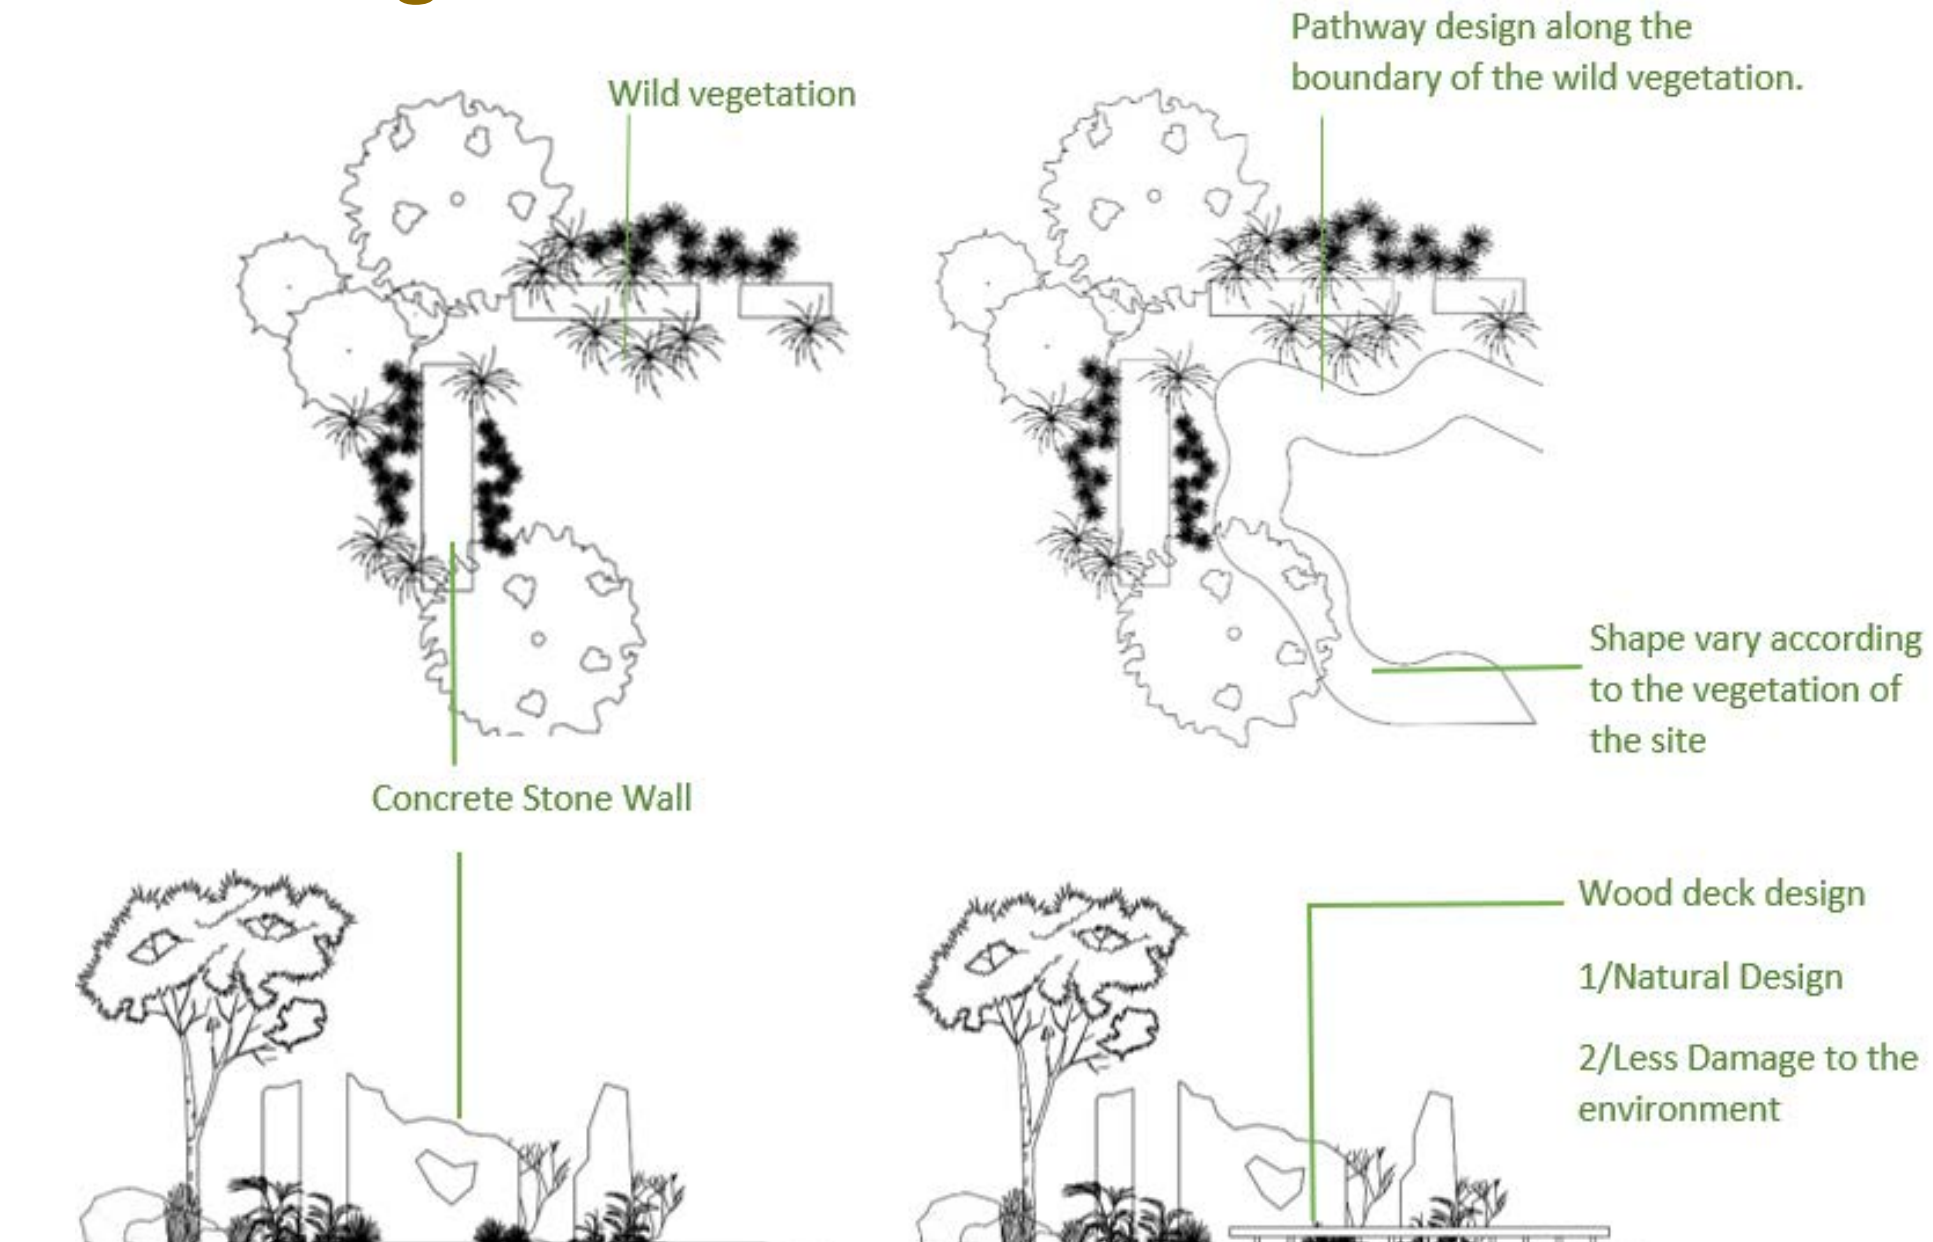 Pathway design along the
boundary of the wild vegetation.
Wild vegetation
Shape vary according
to the vegetation of
the site
Concrete Stone Wall
Wood deck design
1/Natural Design
2/Less Damage to the
environment